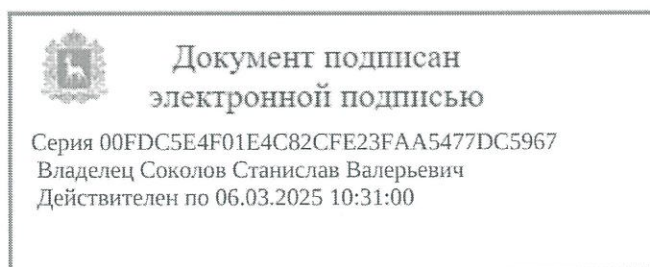 Документ подписан
электронной подписью
Серия 00FDC5E4F01E4C82CFE23FAA5477DC5967
Владелец Соколов Станислав Валерьевич
Действителен по 06.03.2025 10:31:00